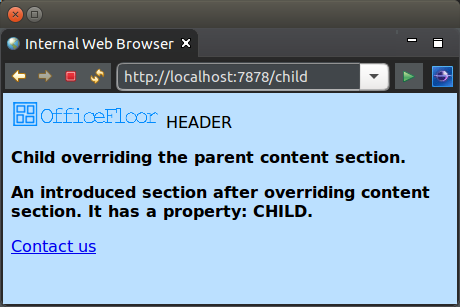 Internal Web Browser
http://localhost:7878/child
OfficeFloor HEADER
Child overriding the parent content section.
An introduced section after overriding content
section. It has a property: CHILD.
Contact us